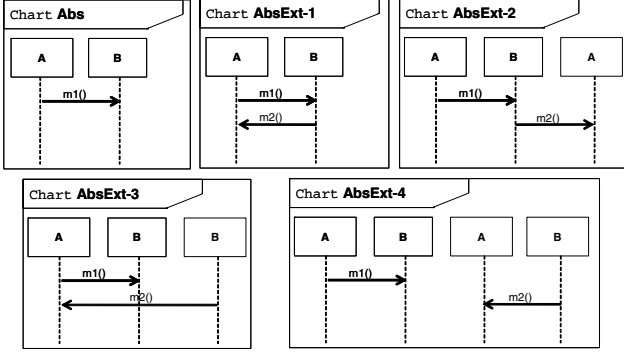 Chart Abs
A B
m1()
Chart AbsExt-1
A B
m1()
m2()
Chart AbsExt-2
A B A
m1()
m2()
Chart AbsExt-3
A B B
m1()
m2()
Chart AbsExt-4
A B A B
m1()
m2()